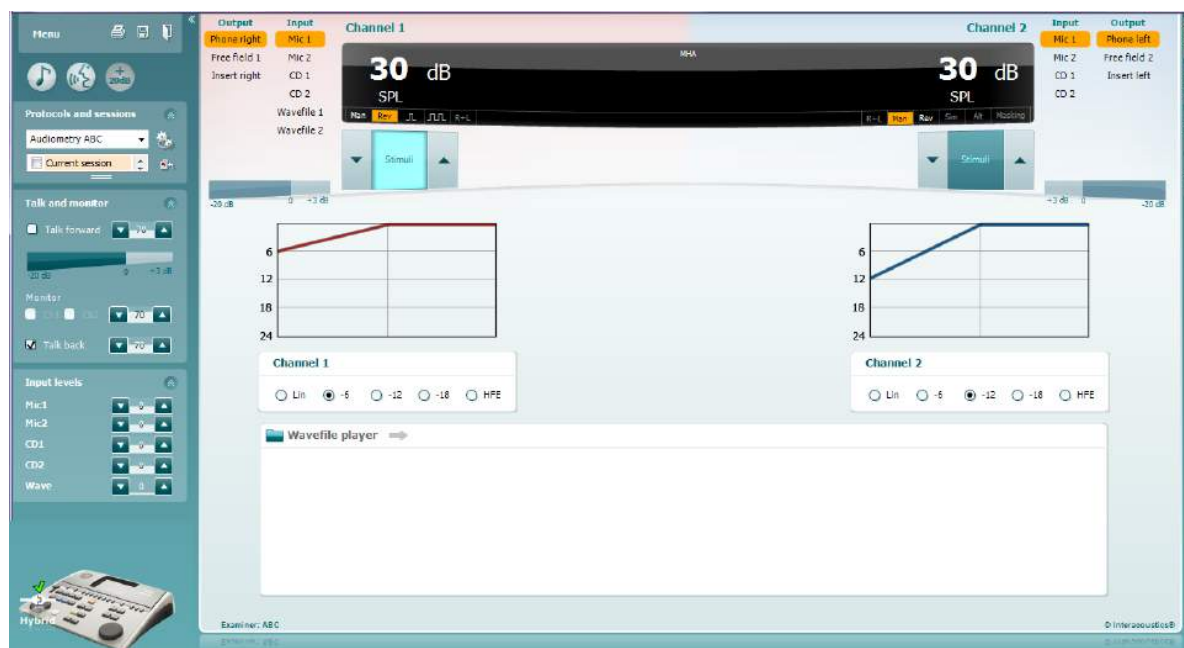 Menu
20dB
Protocols and sessions
Audiometry ABC
Current session
Talk and monitor
Talk forward
-20 dB 0 +3 dB
Monitor
70
Talk back 70
Input levels
Mic1 0
Mic2 0
CD1 0
CD2 0
Wave 0
Hybrid
Output Input
Phone right Mic 1
Free field 1 Mic 2
Insert right CD 1
CD 2
Wavefile 1
Wavefile 2
Channel 1
MHA
30 dB
SPL
Man Rev R+L
Stimuli
-20 dB 0 +3 dB
Channel 2
30 dB
SPL
R+L Man Rev Sim Alt Masking
Stimuli
Input Output
Mic 1 Phone left
Mic 2 Free field 2
CD 1 Insert left
CD 2
+3 dB 0 -20 dB
6
12
18
24
6
12
18
24
Channel 1
Lin -6 -12 -18 HFE
Channel 2
Lin -6 -12 -18 HFE
Wavefile player
Examiner: ABC
© Interacoustics®